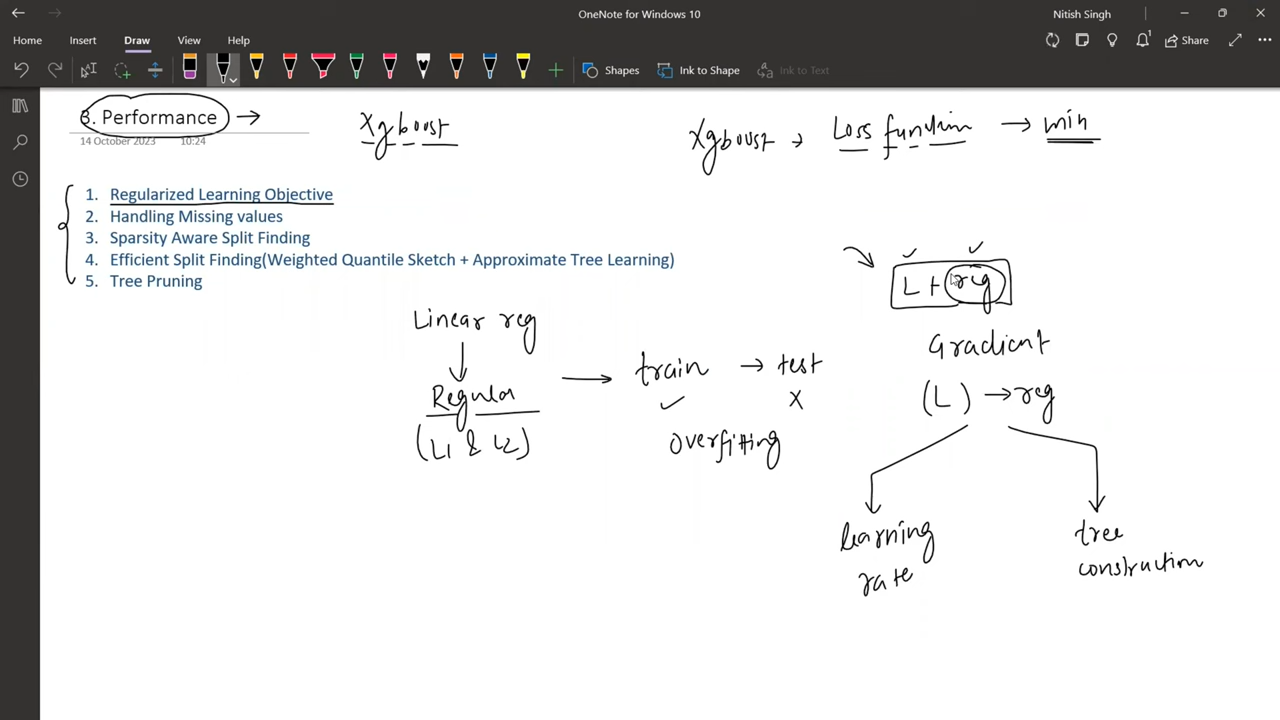 OneNote for Windows 10
Nitish Singh
Home Insert Draw View Help
Share
Shapes
Ink to Shape
Ink to Text
3. Performance →
14 October 2023 10:24
Xgboost
Xgboost → Loss function → min
1. Regularized Learning Objective
2. Handling Missing values
3. Sparsity Aware Split Finding
4. Efficient Split Finding(Weighted Quantile Sketch + Approximate Tree Learning)
5. Tree Pruning
L + reg
Linear reg
Gradient
Regular → train → test
✓ X
(L) → reg
(L1 & L2)
Overfitting
learning
rate
tree
construction